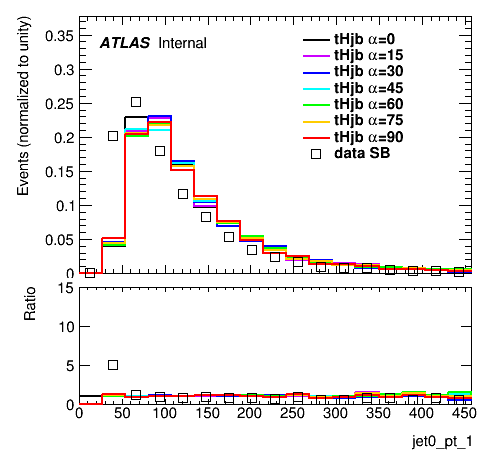 ATLAS Internal
tHjb α=0
tHjb α=15
tHjb α=30
tHjb α=45
tHjb α=60
tHjb α=75
tHjb α=90
data SB
Events (normalized to unity)
0.35
0.3
0.25
0.2
0.15
0.1
0.05
0
Ratio
15
10
5
0
0 50 100 150 200 250 300 350 400 450
jet0_pt_1